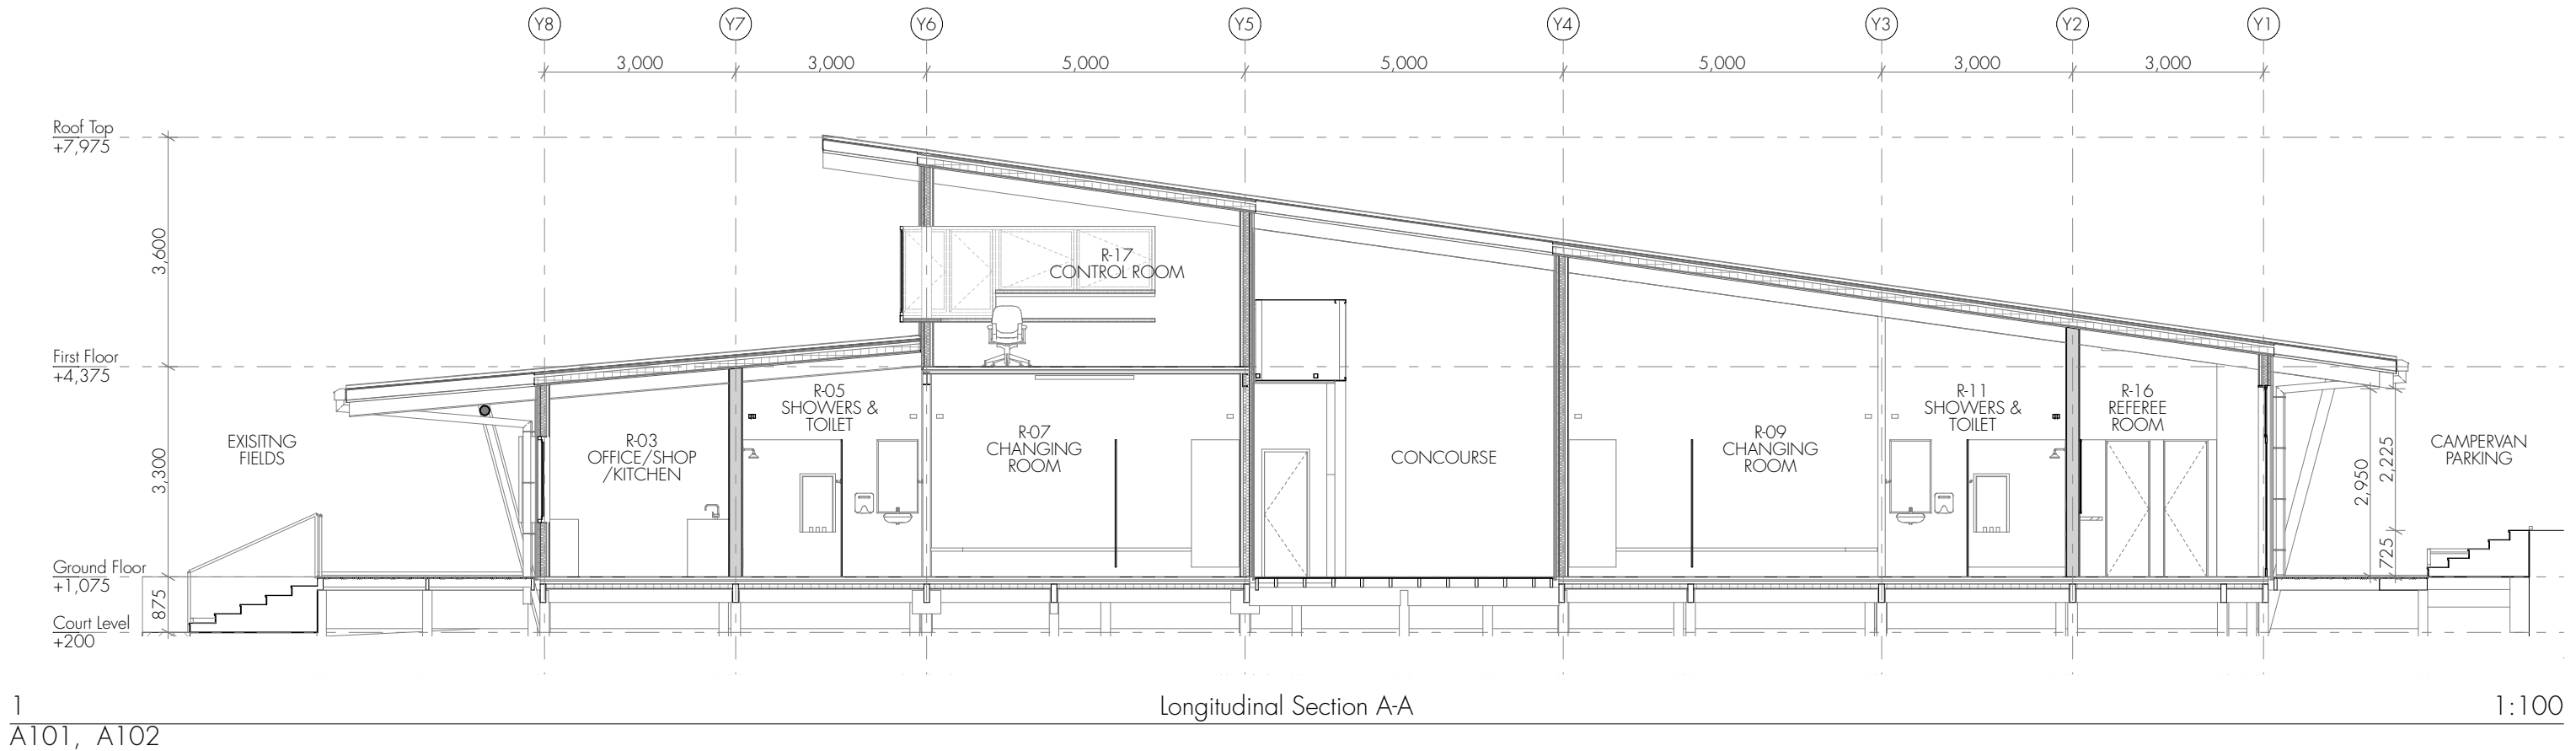 Y8 Y7 Y6 Y5 Y4 Y3 Y2 Y1
3,000 3,000 5,000 5,000 5,000 3,000 3,000
Roof Top
+7,975
3,600
R-17
CONTROL ROOM
First Floor
+4,375
3,300
EXISITNG
FIELDS
R-03
OFFICE/SHOP
/KITCHEN
R-05
SHOWERS &
TOILET
R-07
CHANGING
ROOM
CONCOURSE
R-09
CHANGING
ROOM
R-11
SHOWERS &
TOILET
R-16
REFEREE
ROOM
2,950
2,225
725
CAMPERVAN
PARKING
Ground Floor
+1,075
875
Court Level
+200
1 Longitudinal Section A-A 1:100
A101, A102